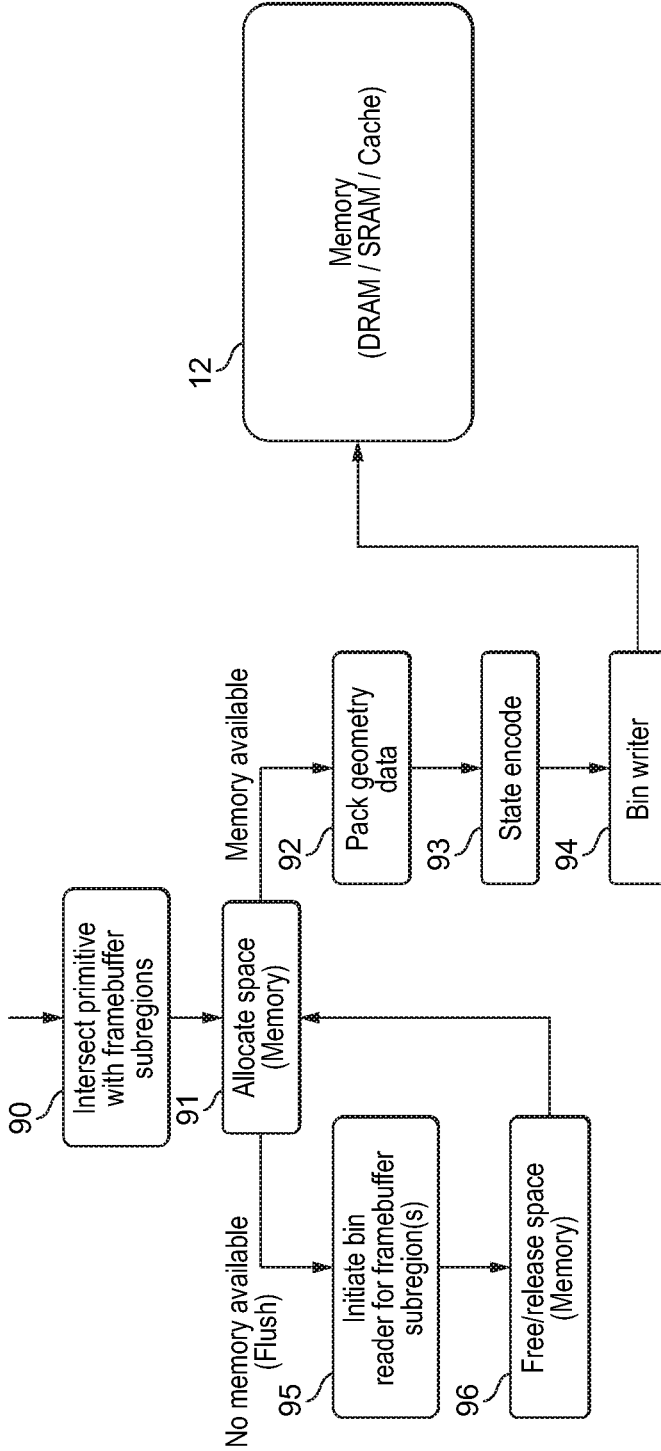 90
Intersect primitive
with framebuffer
subregions
91
Allocate space
(Memory)
No memory available
(Flush)
Memory available
95
Initiate bin
reader for framebuffer
subregion(s)
96
Free/release space
(Memory)
92
Pack geometry
data
93
State encode
94
Bin writer
12
Memory
(DRAM / SRAM / Cache)